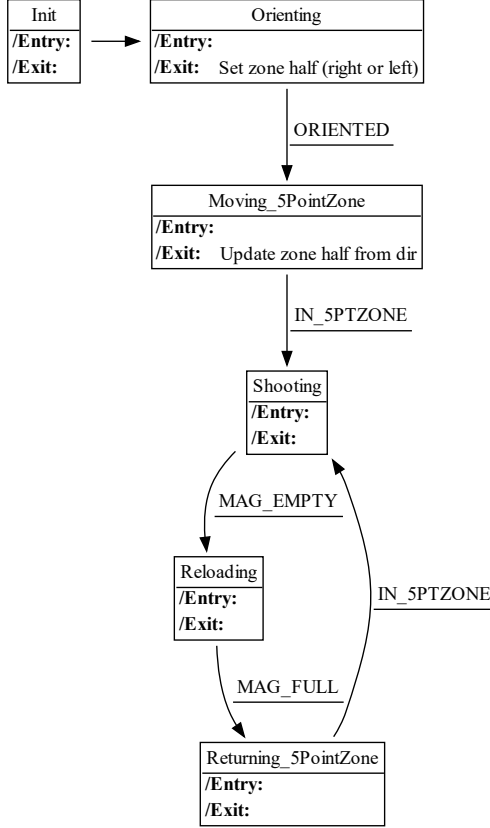 Init
/Entry:
/Exit:
Orienting
/Entry:
/Exit: Set zone half (right or left)
ORIENTED
Moving_5PointZone
/Entry:
/Exit: Update zone half from dir
IN_5PTZONE
Shooting
/Entry:
/Exit:
MAG_EMPTY
Reloading
/Entry:
/Exit:
IN_5PTZONE
MAG_FULL
Returning_5PointZone
/Entry:
/Exit: